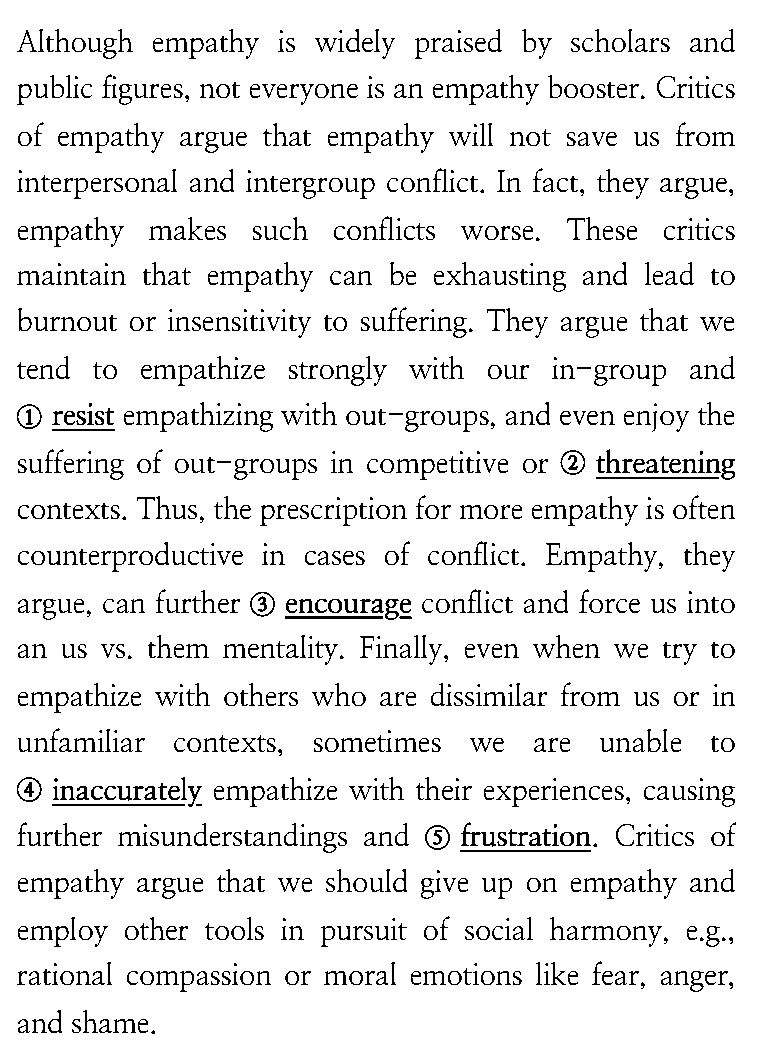 Although empathy is widely praised by scholars and
public figures, not everyone is an empathy booster. Critics
of empathy argue that empathy will not save us from
interpersonal and intergroup conflict. In fact, they argue,
empathy makes such conflicts worse. These critics
maintain that empathy can be exhausting and lead to
burnout or insensitivity to suffering. They argue that we
tend to empathize strongly with our in-group and
① resist empathizing with out-groups, and even enjoy the
suffering of out-groups in competitive or ② threatening
contexts. Thus, the prescription for more empathy is often
counterproductive in cases of conflict. Empathy, they
argue, can further ③ encourage conflict and force us into
an us vs. them mentality. Finally, even when we try to
empathize with others who are dissimilar from us or in
unfamiliar contexts, sometimes we are unable to
④ inaccurately empathize with their experiences, causing
further misunderstandings and ⑤ frustration. Critics of
empathy argue that we should give up on empathy and
employ other tools in pursuit of social harmony, e.g.,
rational compassion or moral emotions like fear, anger,
and shame.